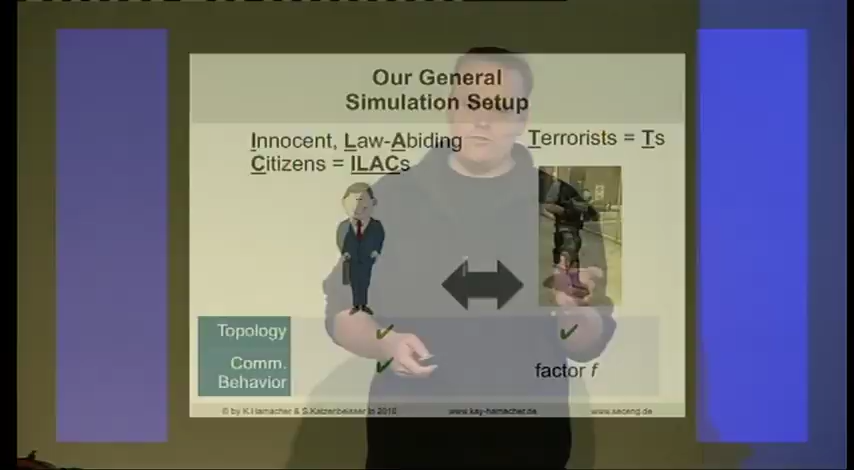 Our General
Simulation Setup
Innocent, Law-Abiding
Citizens = ILACs
Terrorists = Ts
Topology
Comm.
Behavior
factor f
© by K.Hamacher & S.Katzenbeisser in 2010
www.kay-hamacher.de
www.seceng.de